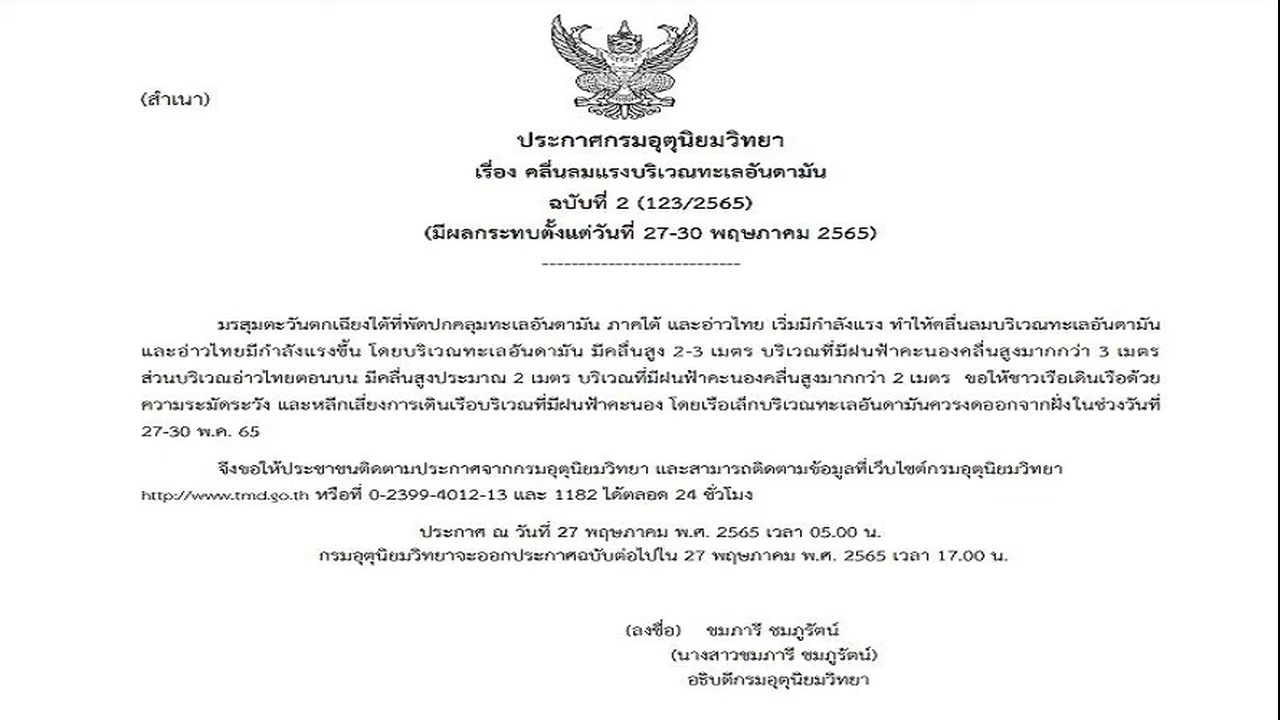 (สำเนา)
ประกาศกรมอุตุนิยมวิทยา
เรื่อง คลื่นลมแรงบริเวณทะเลอันดามัน
ฉบับที่ 2 (123/2565)
(มีผลกระทบตั้งแต่วันที่ 27-30 พฤษภาคม 2565)
---------------------------
มรสุมตะวันตกเฉียงใต้ที่พัดปกคลุมทะเลอันดามัน ภาคใต้ และอ่าวไทย เริ่มมีกำลังแรง ทำให้คลื่นลมบริเวณทะเลอันดามัน
และอ่าวไทยมีกำลังแรงขึ้น โดยบริเวณทะเลอันดามัน มีคลื่นสูง 2-3 เมตร บริเวณที่มีฝนฟ้าคะนองคลื่นสูงมากกว่า 3 เมตร
ส่วนบริเวณอ่าวไทยตอนบน มีคลื่นสูงประมาณ 2 เมตร บริเวณที่มีฝนฟ้าคะนองคลื่นสูงมากกว่า 2 เมตร ขอให้ชาวเรือเดินเรือด้วย
ความระมัดระวัง และหลีกเลี่ยงการเดินเรือบริเวณที่มีฝนฟ้าคะนอง โดยเรือเล็กบริเวณทะเลอันดามันควรงดออกจากฝั่งในช่วงวันที่
27-30 พ.ค. 65
จึงขอให้ประชาชนติดตามประกาศจากกรมอุตุนิยมวิทยา และสามารถติดตามข้อมูลที่เว็บไซต์กรมอุตุนิยมวิทยา
http://www.tmd.go.th หรือที่ 0-2399-4012-13 และ 1182 ได้ตลอด 24 ชั่วโมง
ประกาศ ณ วันที่ 27 พฤษภาคม พ.ศ. 2565 เวลา 05.00 น.
กรมอุตุนิยมวิทยาจะออกประกาศฉบับต่อไปใน 27 พฤษภาคม พ.ศ. 2565 เวลา 17.00 น.
(ลงชื่อ) ชมภารี ชมภูรัตน์
(นางสาวชมภารี ชมภูรัตน์)
อธิบดีกรมอุตุนิยมวิทยา